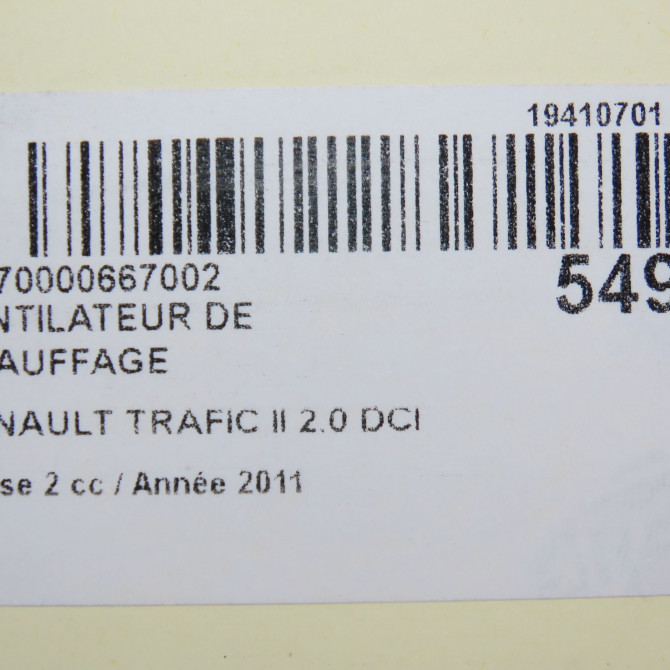 19410701
70000667002
549
NTILATEUR DE
AUFFAGE
NAULT TRAFIC II 2.0 DCI
se 2 cc / Année 2011